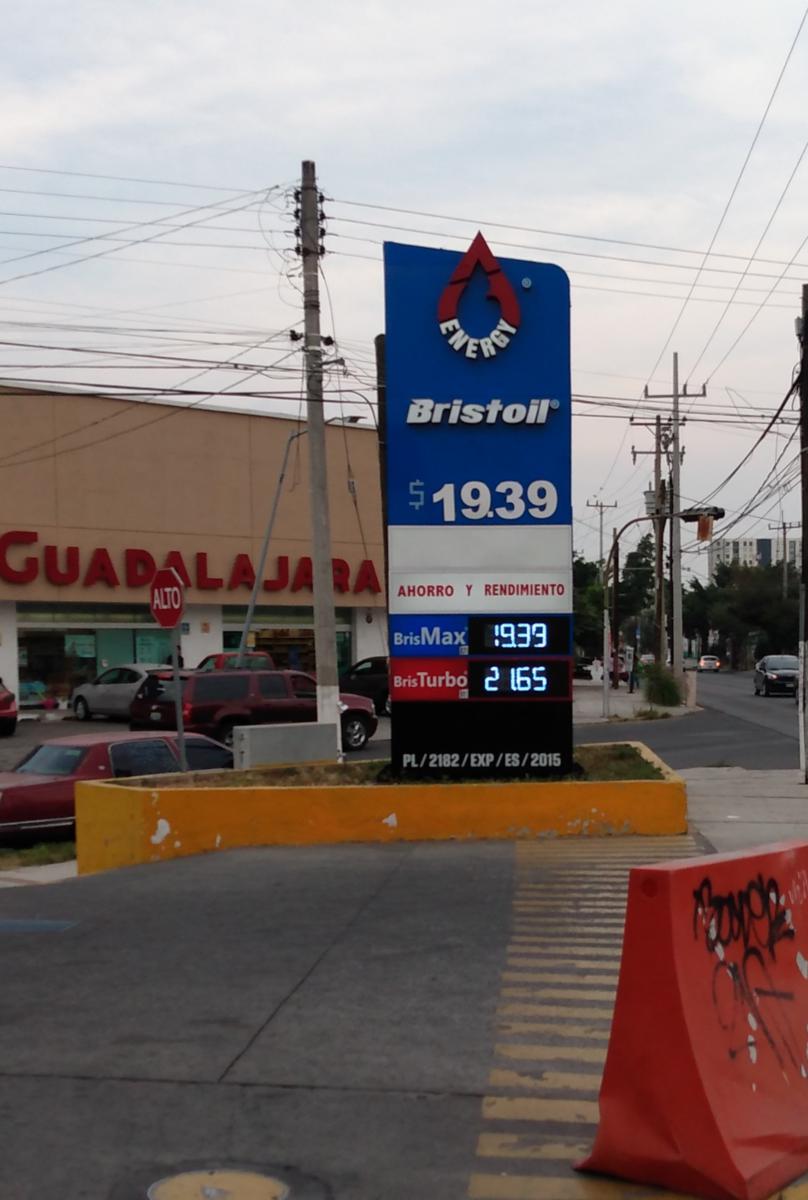 ENERGY
Bristoil®
$ 19.39
GUADALAJARA
AHORRO Y RENDIMIENTO
ALTO
BrisMax 19.39
BrisTurbo 21.65
PL/2182/EXP/ES/2015